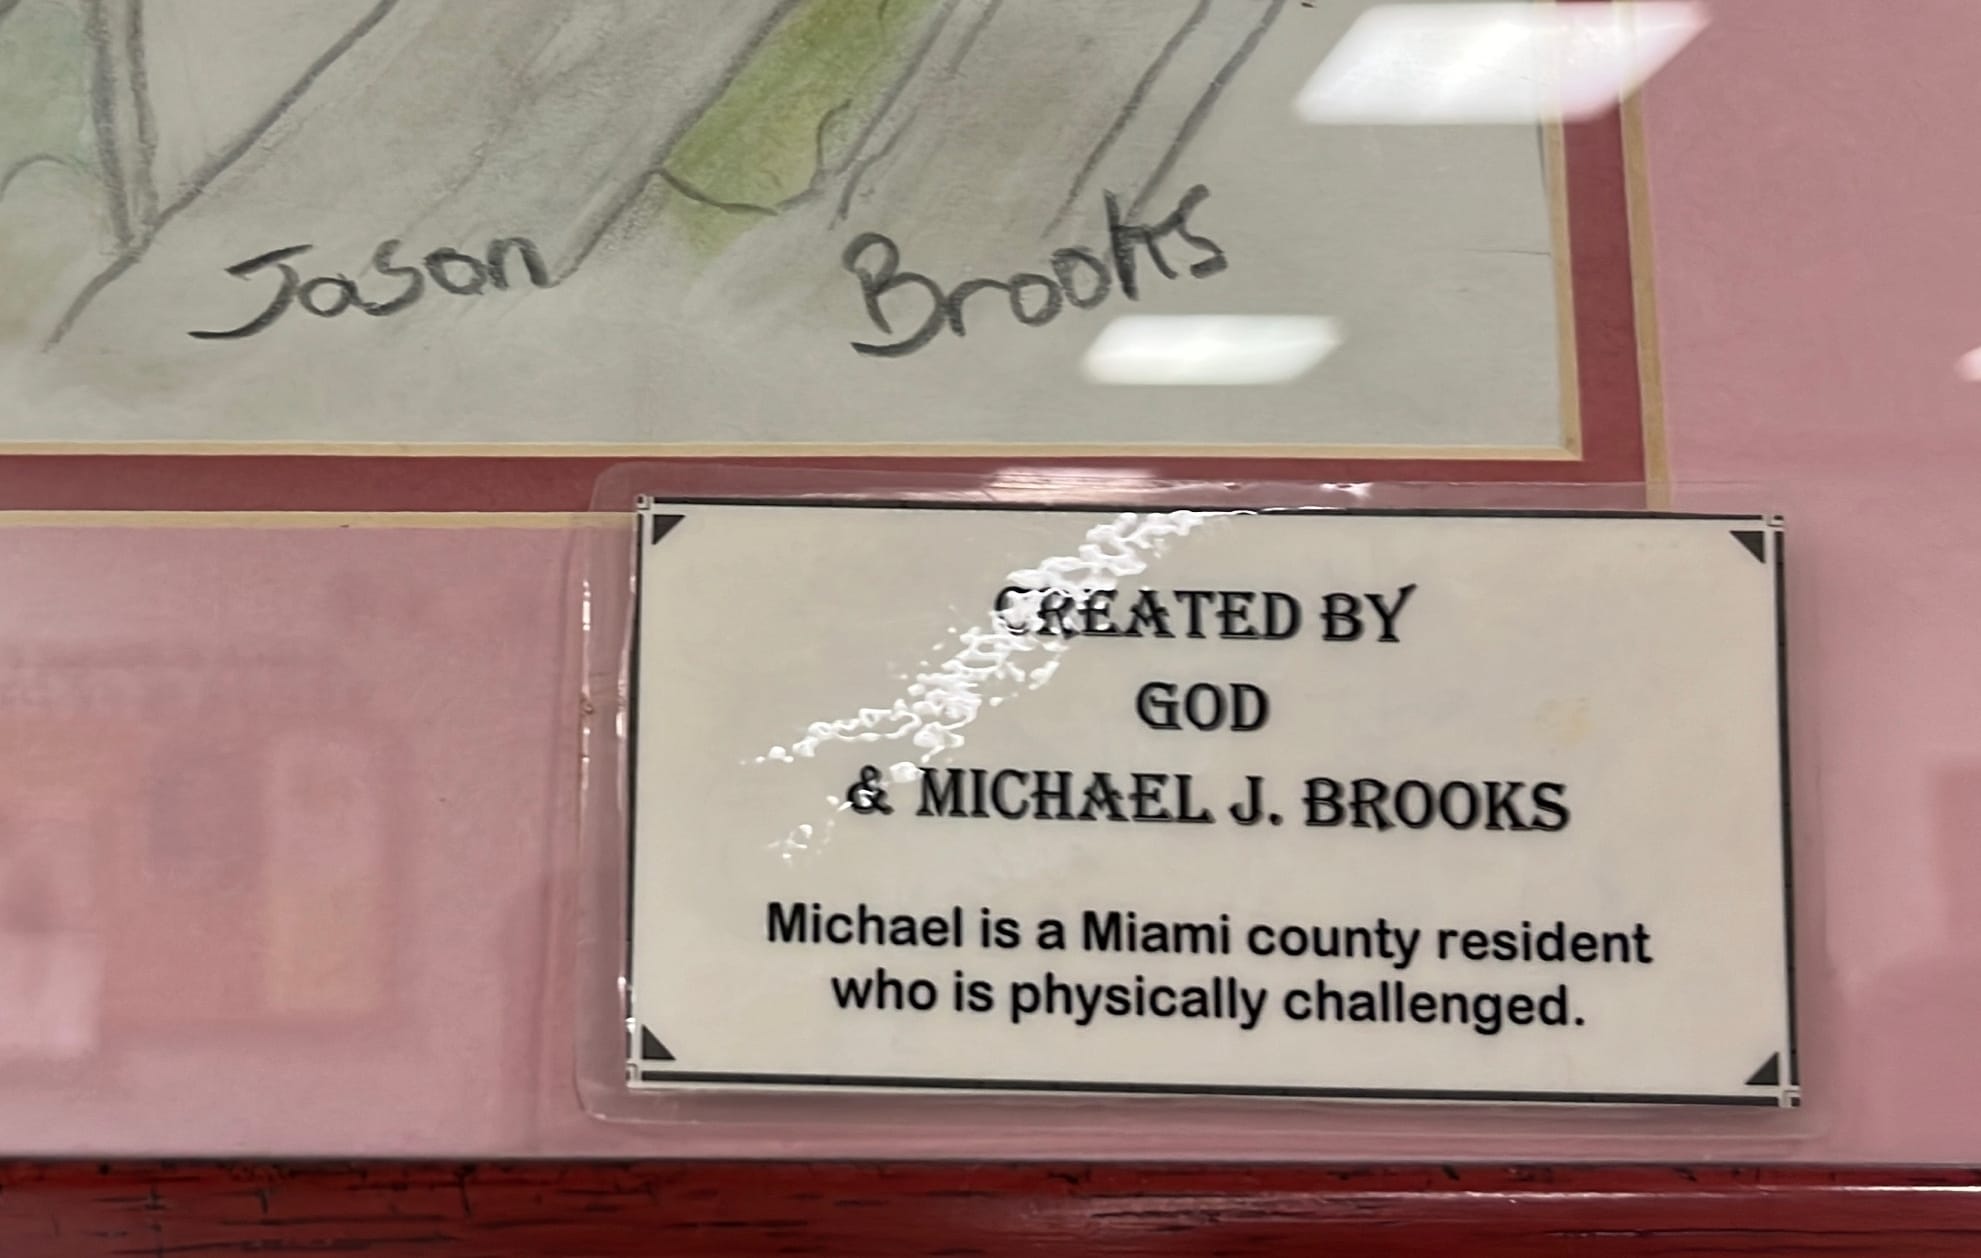 Jason Brooks
CREATED BY
GOD
& MICHAEL J. BROOKS
Michael is a Miami county resident
who is physically challenged.